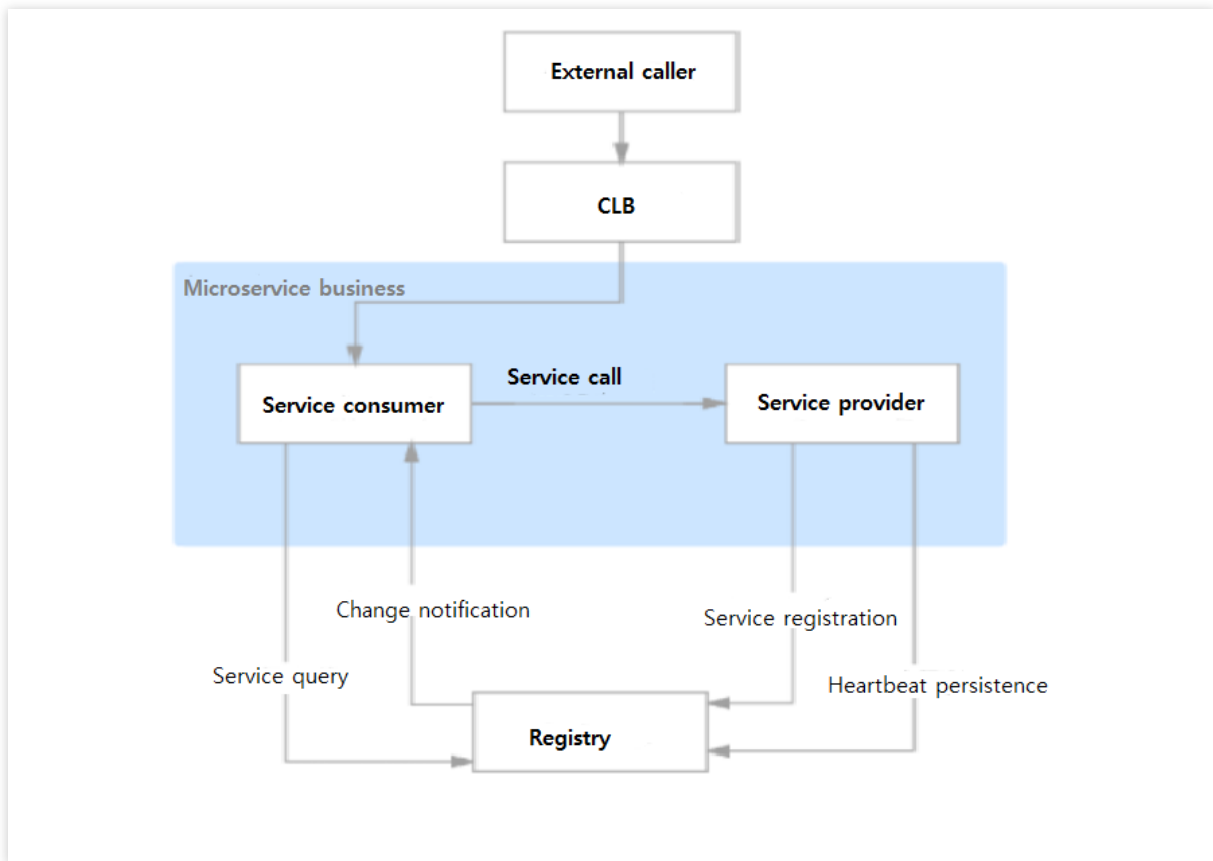 External caller
CLB
Microservice business
Service call
Service consumer
Service provider
Change notification
Service registration
Service query
Heartbeat persistence
Registry